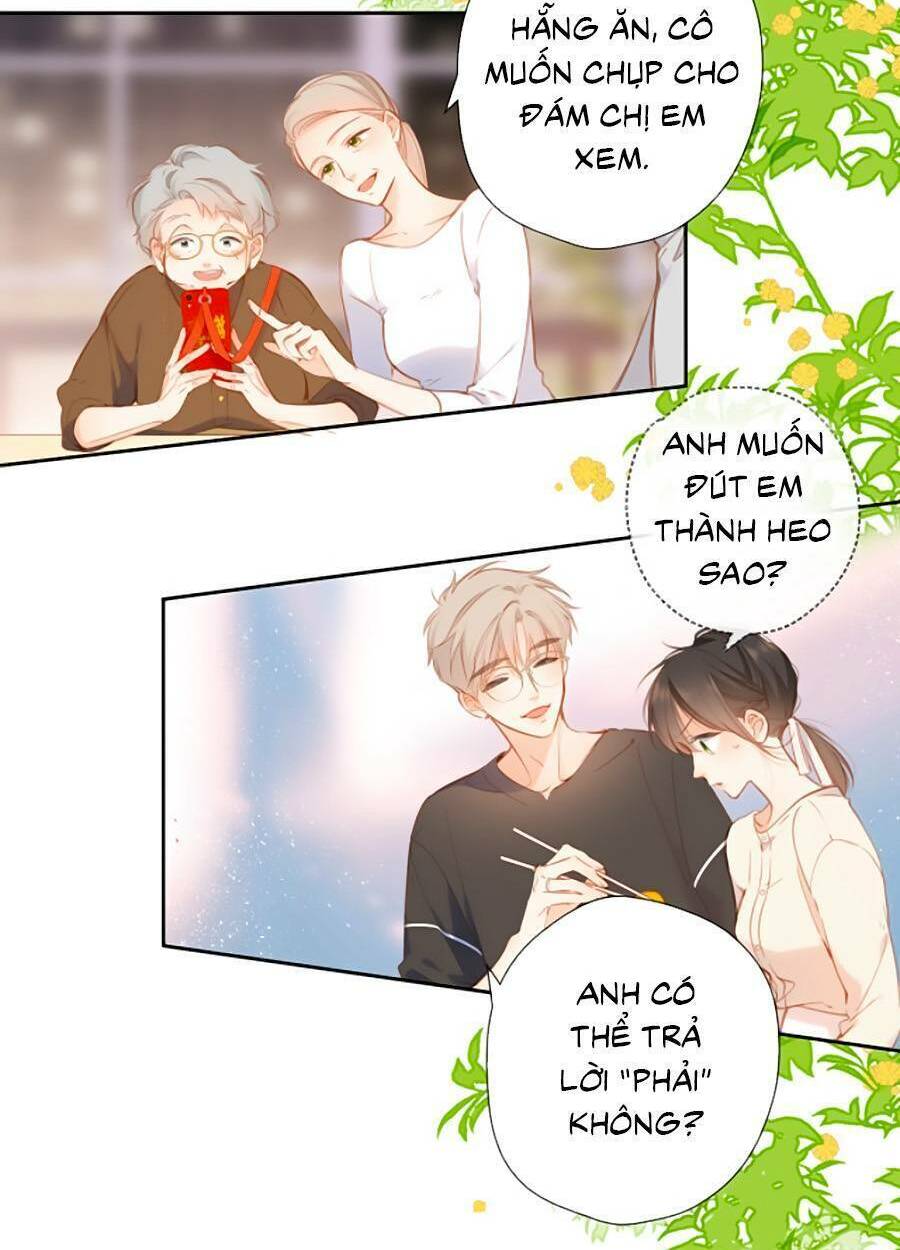 HẴNG ĂN, CÔ
MUỐN CHỤP CHO
ĐÁM CHỊ EM
XEM.
ANH MUỐN
ĐÚT EM
THÀNH HEO
SAO?
ANH CÓ
THỂ TRẢ
LỜI "PHẢI"
KHÔNG?